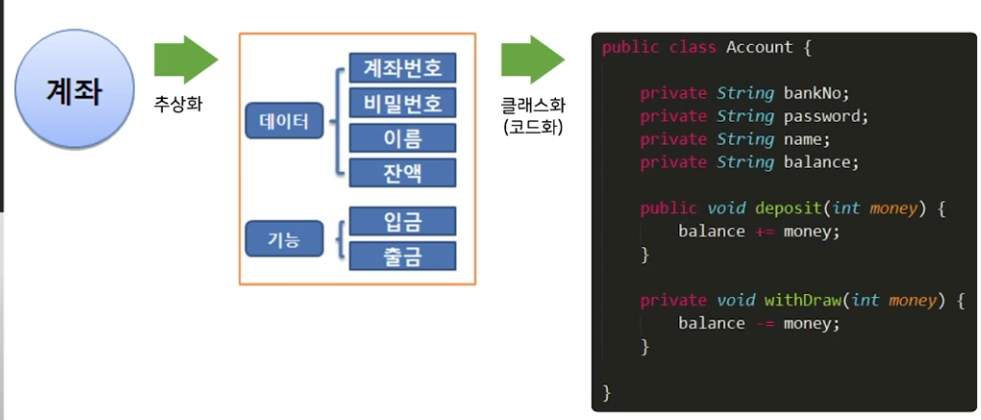 계좌
추상화
데이터
계좌번호
비밀번호
이름
잔액
기능
입금
출금
클래스화
(코드화)
public class Account {
private String bankNo;
private String password;
private String name;
private String balance;
public void deposit(int money) {
balance += money;
}
private void withDraw(int money) {
balance -= money;
}
}